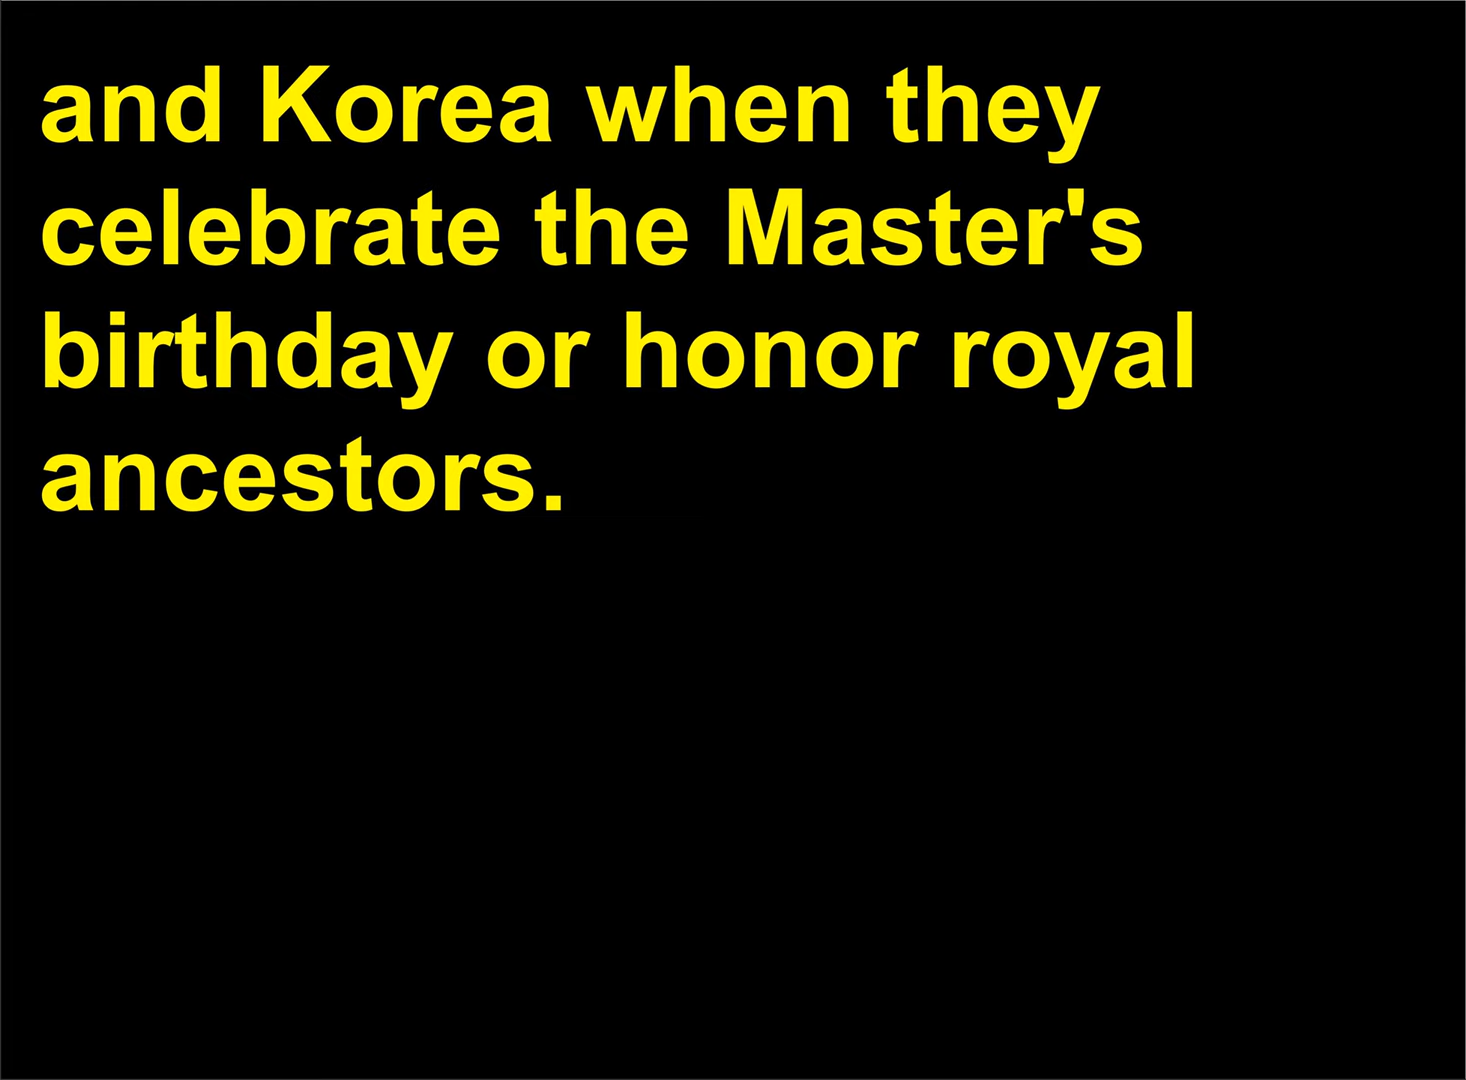 and Korea when they
celebrate the Master's
birthday or honor royal
ancestors.